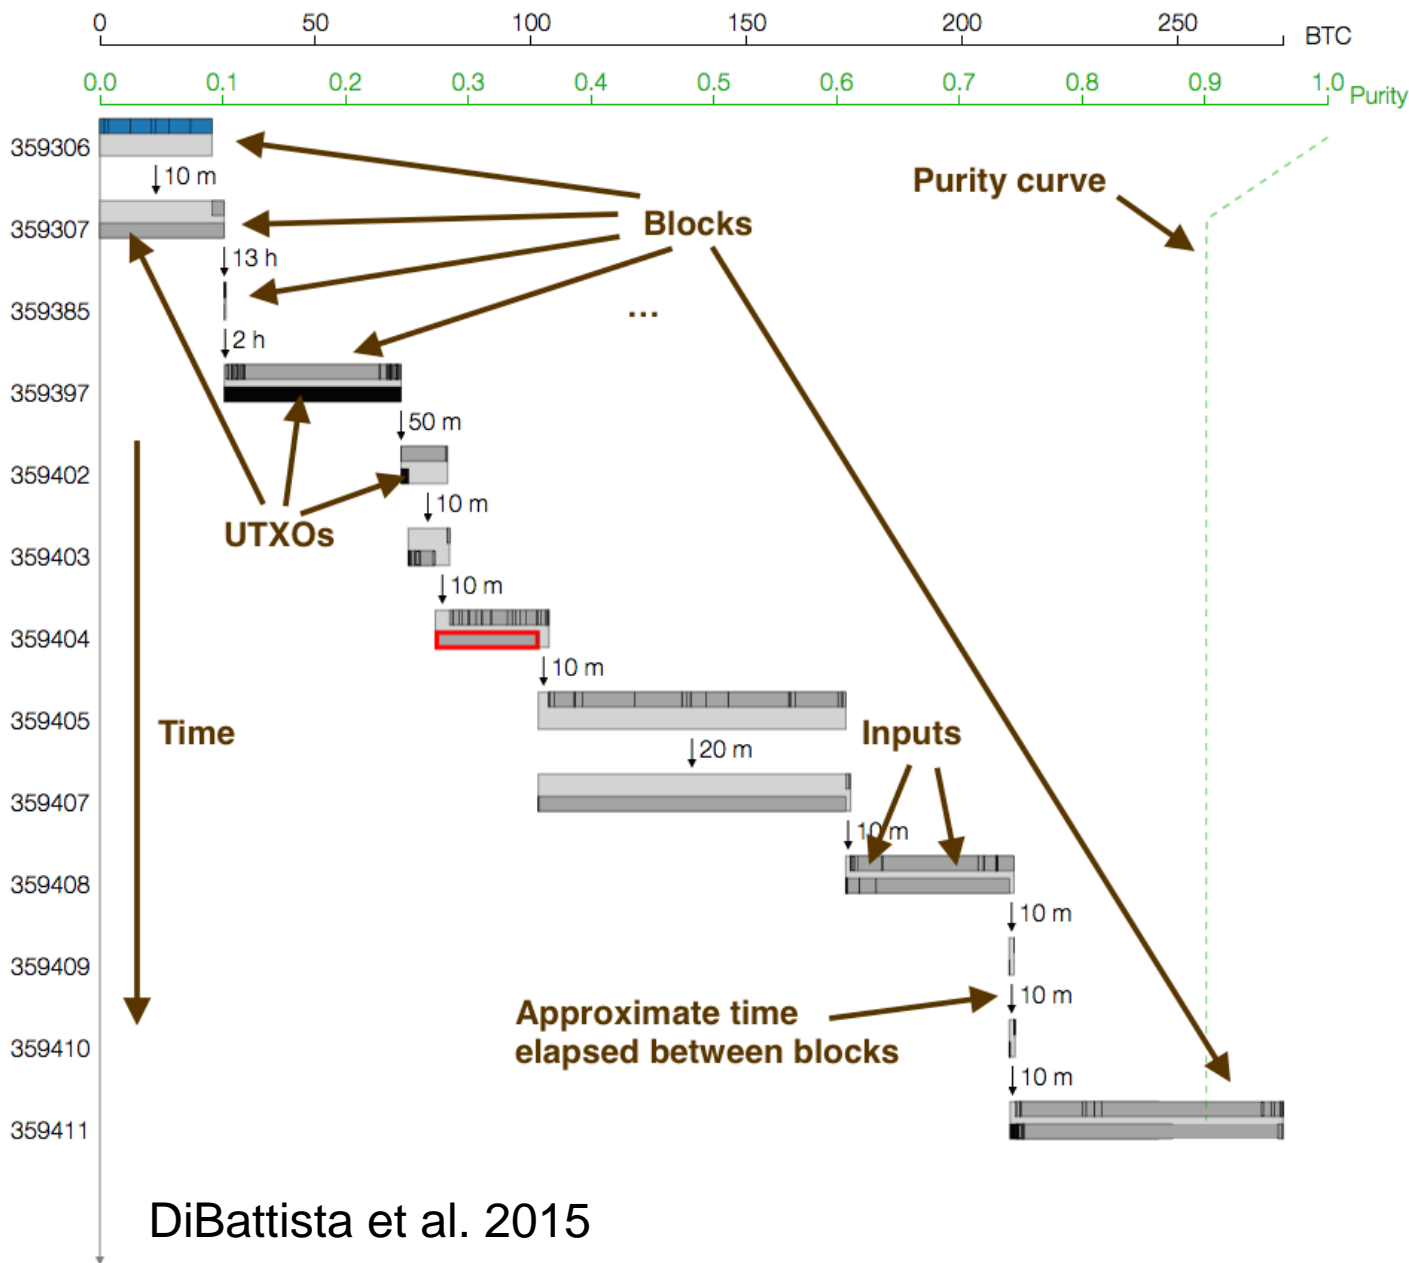 0 50 100 150 200 250 BTC
0.0 0.1 0.2 0.3 0.4 0.5 0.6 0.7 0.8 0.9 1.0 Purity
359306
10 m
Purity curve
359307
Blocks
13 h
359385
...
2 h
359397
50 m
359402
10 m
UTXOs
359403
10 m
359404
10 m
359405
Time
Inputs
20 m
359407
10 m
359408
10 m
359409
10 m
Approximate time
elapsed between blocks
359410
10 m
359411
DiBattista et al. 2015